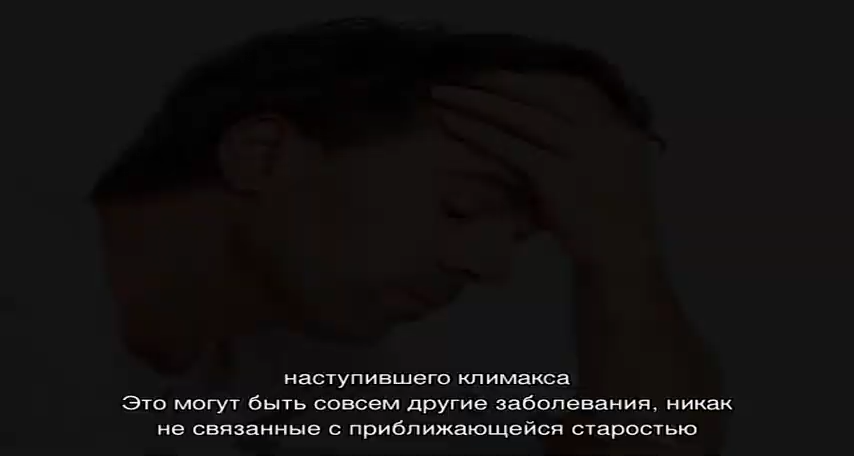 наступившего климакса
Это могут быть совсем другие заболевания, никак
не связанные с приближающейся старостью